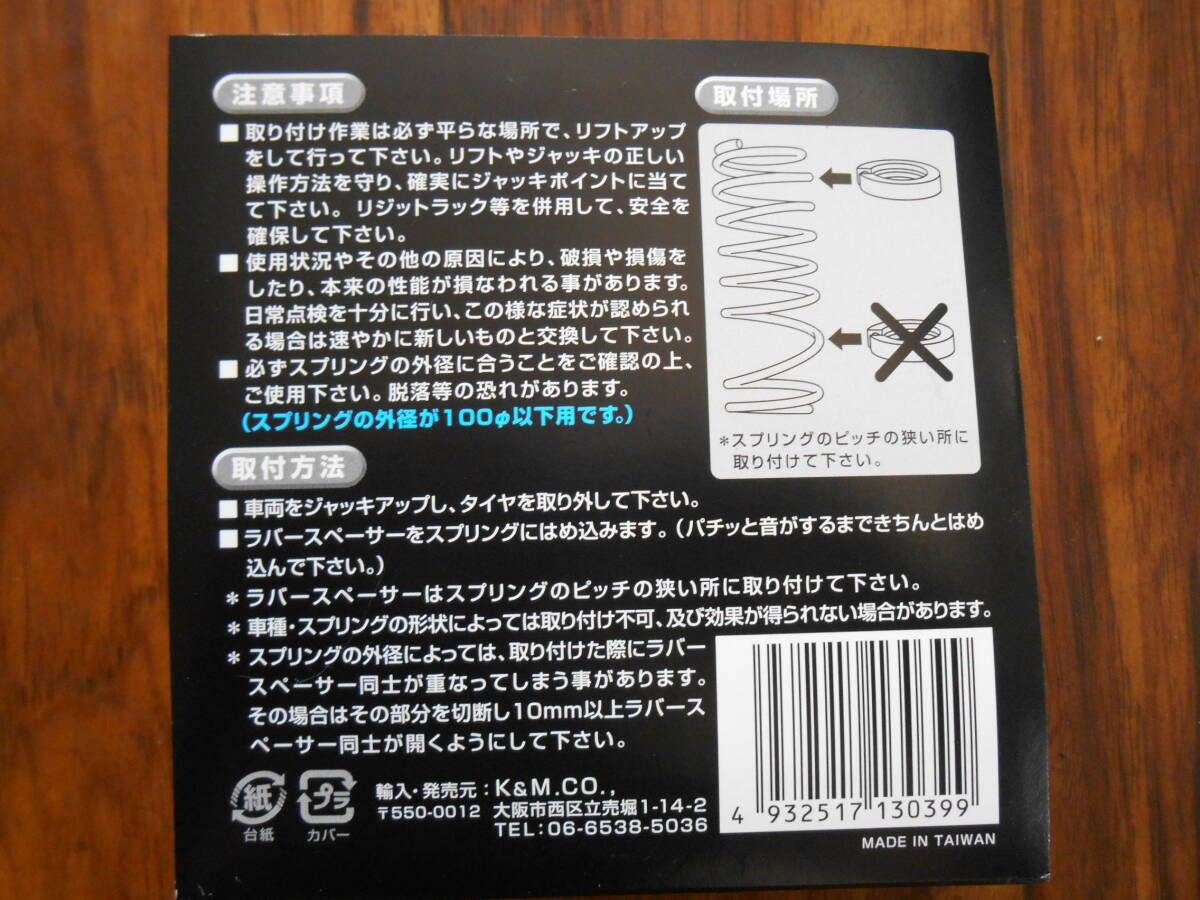 注意事項
■ 取り付け作業は必ず平らな場所で、リフトアップ
をして行って下さい。リフトやジャッキの正しい
操作方法を守り、確実にジャッキポイントに当て
て下さい。 リジットラック等を併用して、安全を
確保して下さい。
■ 使用状況やその他の原因により、破損や損傷を
したり、本来の性能が損なわれる事があります。
日常点検を十分に行い、この様な症状が認められ
る場合は速やかに新しいものと交換して下さい。
■ 必ずスプリングの外径に合うことをご確認の上、
ご使用下さい。脱落等の恐れがあります。
(スプリングの外径が100φ以下用です。)
取付場所
*スプリングのピッチの狭い所に
取り付けて下さい。
取付方法
■ 車両をジャッキアップし、タイヤを取り外して下さい。
■ ラバースペーサーをスプリングにはめ込みます。(パチッと音がするまできちんとはめ
込んで下さい。)
* ラバースペーサーはスプリングのピッチの狭い所に取り付けて下さい。
* 車種・スプリングの形状によっては取り付け不可、及び効果が得られない場合があります。
* スプリングの外径によっては、取り付けた際にラバー
スペーサー同士が重なってしまう事があります。
その場合はその部分を切断し10mm以上ラバース
ペーサー同士が開くようにして下さい。
紙
台紙
プラ
カバー
輸入・発売元:K&M.CO.,
〒550-0012 大阪市西区立売堀1-14-2
TEL:06-6538-5036
4 932517 130399
MADE IN TAIWAN